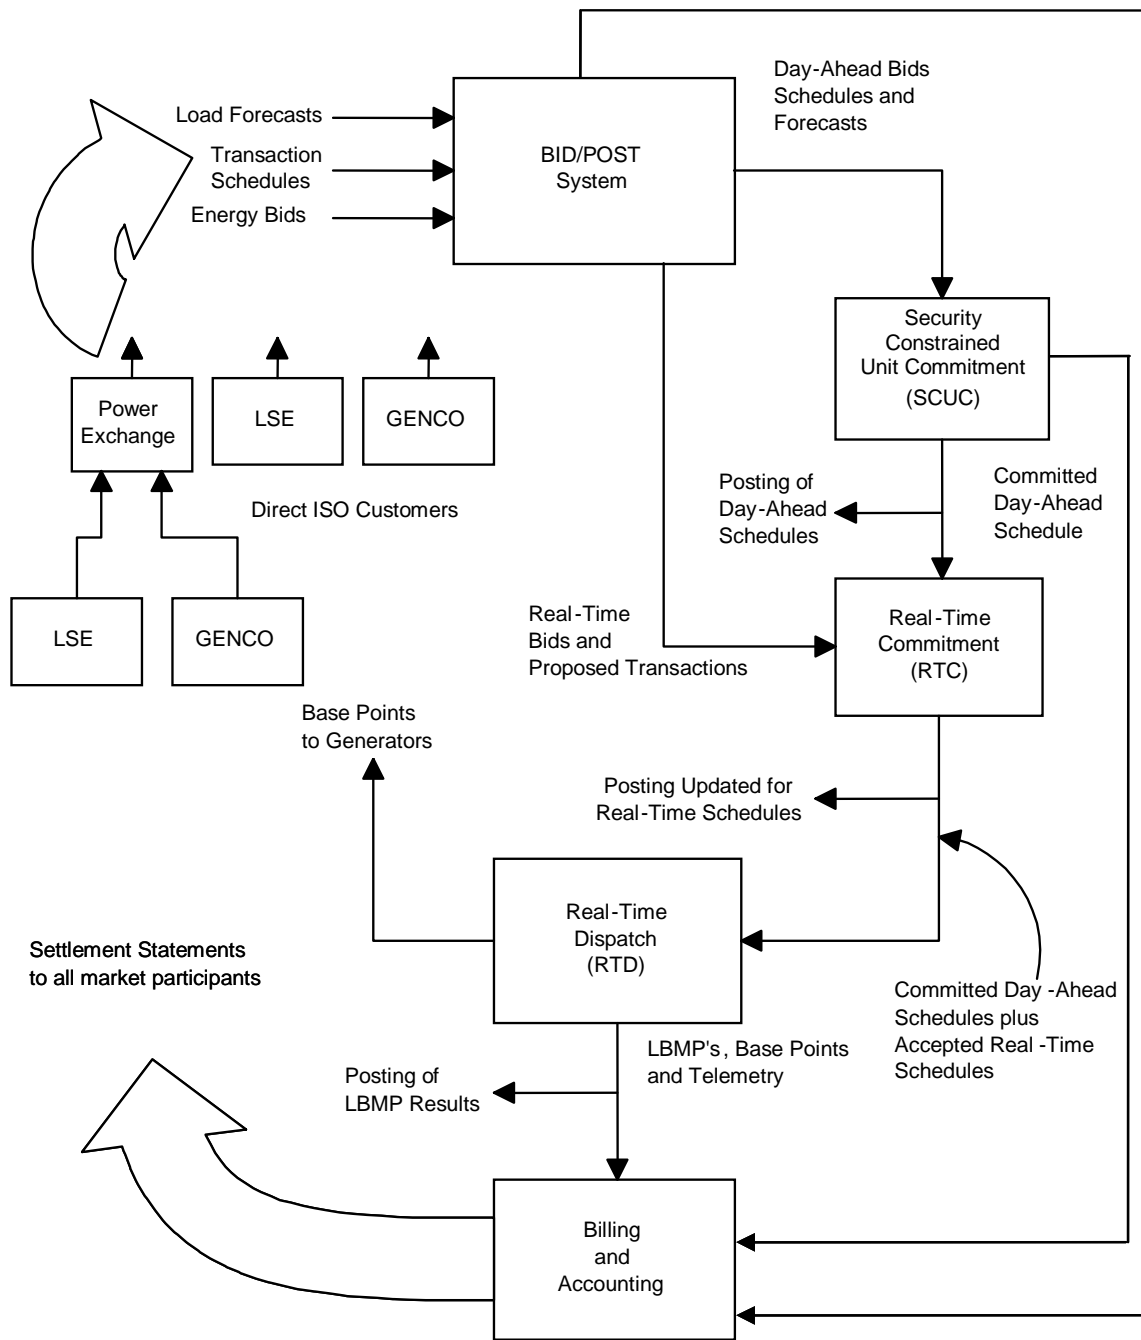 Day-Ahead Bids
Schedules and
Forecasts
Load Forecasts
Transaction
Schedules
Energy Bids
BID/POST
System
Security
Constrained
Unit Commitment
(SCUC)
Power
Exchange
LSE
GENCO
Direct ISO Customers
Posting of
Day-Ahead
Schedules
Committed
Day-Ahead
Schedule
LSE
GENCO
Real-Time
Bids and
Proposed Transactions
Real-Time
Commitment
(RTC)
Base Points
to Generators
Posting Updated for
Real-Time Schedules
Real-Time
Dispatch
(RTD)
Settlement Statements
to all market participants
Committed Day -Ahead
Schedules plus
Accepted Real -Time
Schedules
LBMP's, Base Points
and Telemetry
Posting of
LBMP Results
Billing
and
Accounting